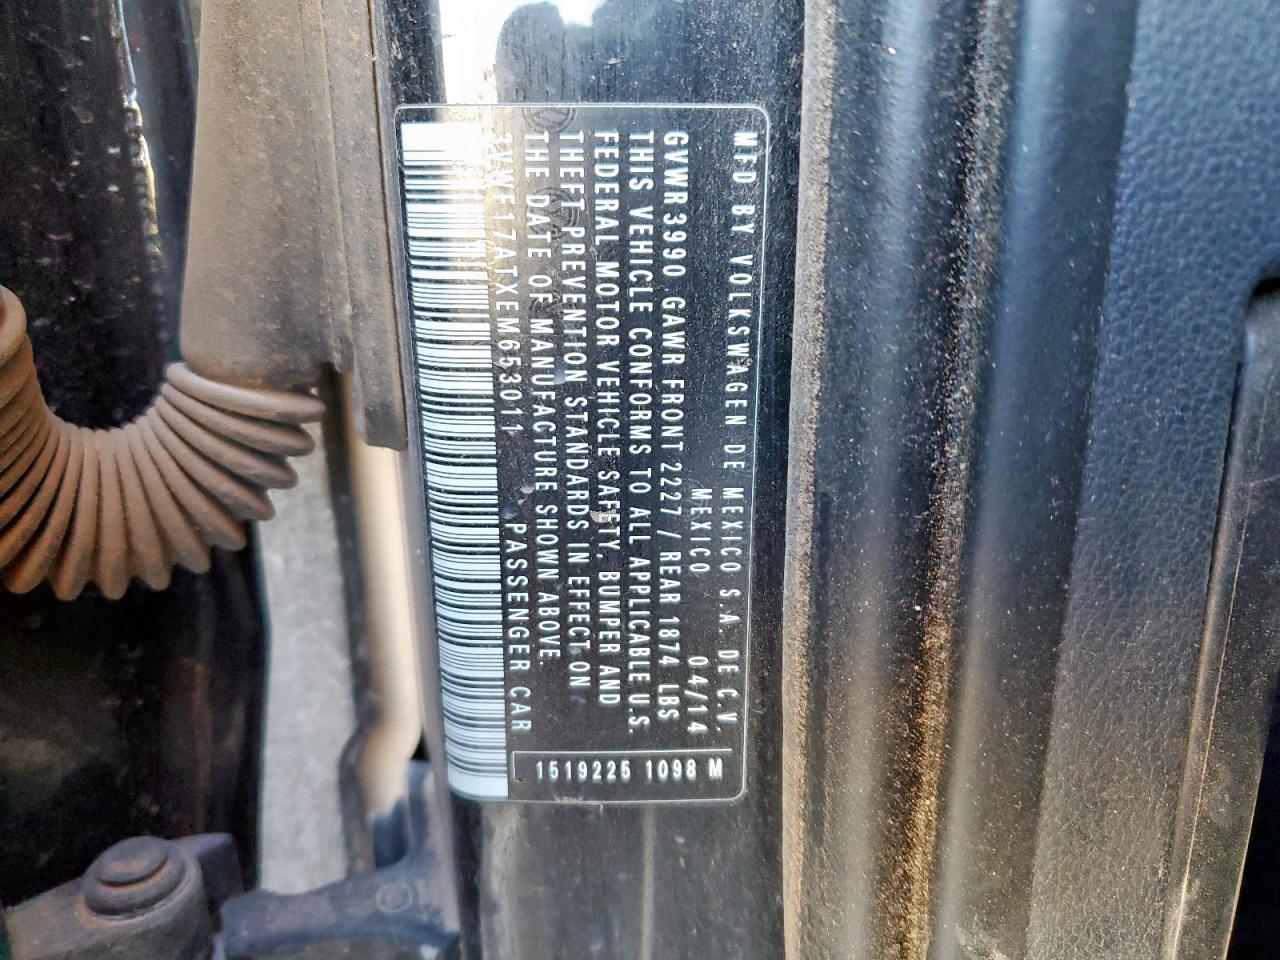 MFD BY VOLKSWAGEN DE MEXICO S.A. DE C.V.
MEXICO 04/14
GVWR 3990 GAWR FRONT 2227 / REAR 1874 LBS
THIS VEHICLE CONFORMS TO ALL APPLICABLE U.S.
FEDERAL MOTOR VEHICLE SAFETY, BUMPER AND
THEFT PREVENTION STANDARDS IN EFFECT ON
THE DATE OF MANUFACTURE SHOWN ABOVE.
3VWF17ATXEM653011 PASSENGER CAR
1519225 1098 M